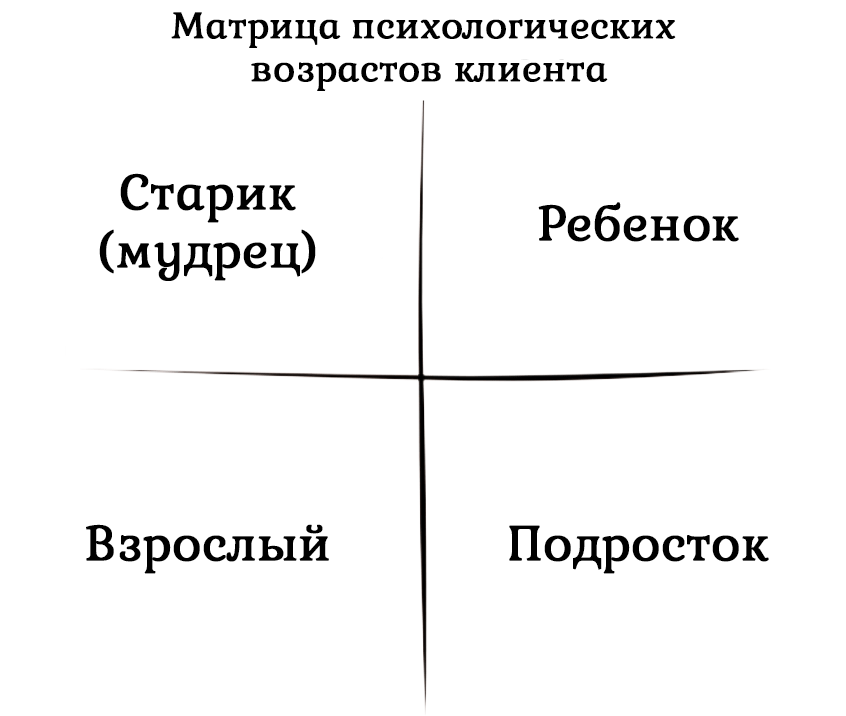 Матрица психологических
возрастов клиента
Старик
(мудрец)
Ребенок
Взрослый
Подросток